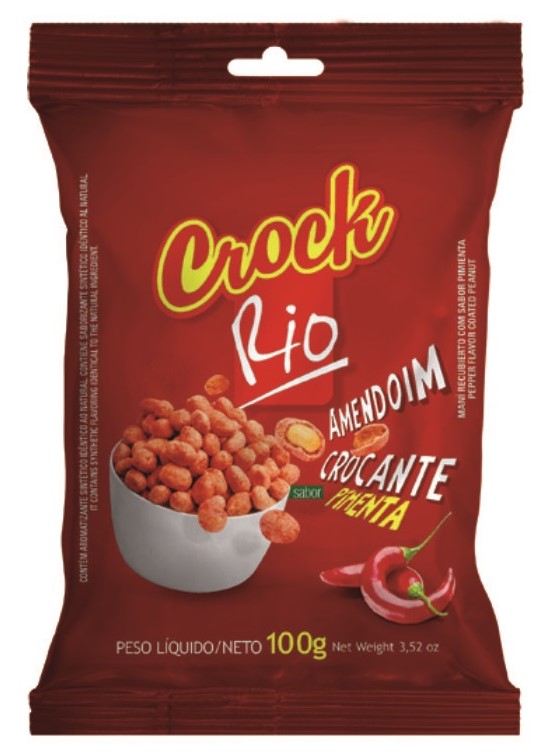 Crock
Rio
AMENDOIM
CROCANTE
sabor
PIMENTA
PESO LÍQUIDO/NETO 100g Net Weight 3,52 oz
MANI RECUBIERTO COM SABOR PIMIENTA
PEPPER FLAVOR COATED PEANUT
CONTÉM AROMATIZANTE SINTÉTICO IDÊNTICO AO NATURAL. CONTIENE SABORIZANTE SINTÉTICO IDÉNTICO AL NATURAL.
IT CONTAINS SYNTHETIC FLAVORING IDENTICAL TO THE NATURAL INGREDIENT.